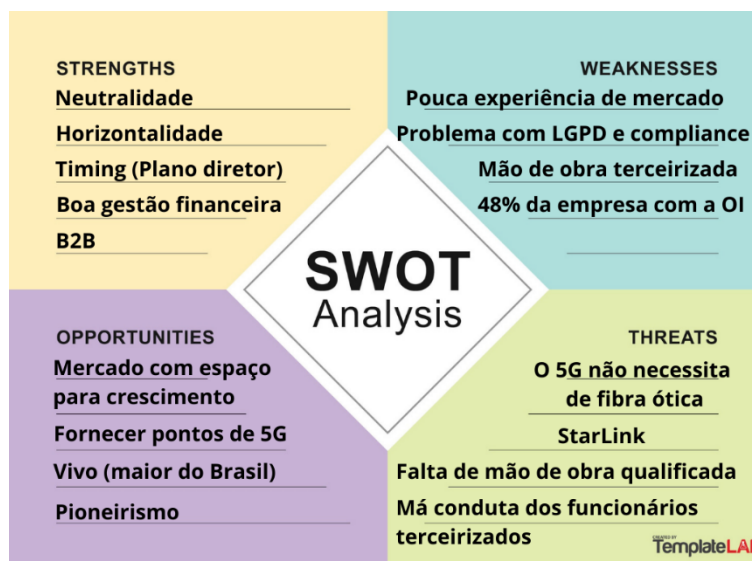 STRENGTHS
Neutralidade
Horizontalidade
Timing (Plano diretor)
Boa gestão financeira
B2B
WEAKNESSES
Pouca experiência de mercado
Problema com LGPD e compliance
Mão de obra terceirizada
48% da empresa com a OI
SWOT
Analysis
OPPORTUNITIES
Mercado com espaço
para crescimento
Fornecer pontos de 5G
Vivo (maior do Brasil)
Pioneirismo
THREATS
O 5G não necessita
de fibra ótica
StarLink
Falta de mão de obra qualificada
Má conduta dos funcionários
terceirizados
CREATED BY
TemplateLA